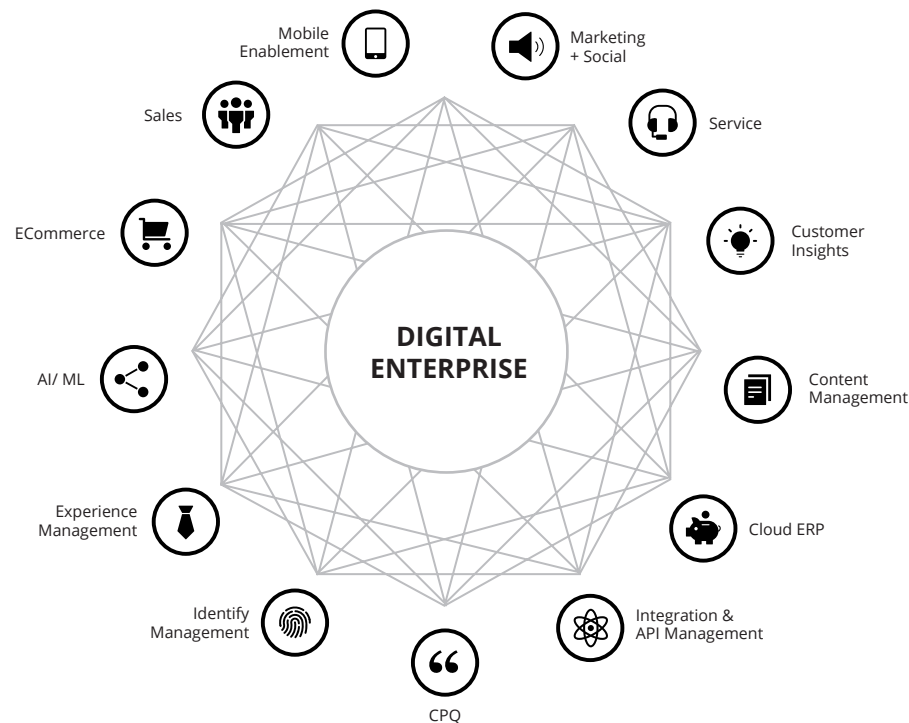 Mobile
Enablement
Marketing
+ Social
Sales
Service
ECommerce
Customer
Insights
DIGITAL
ENTERPRISE
AI/ ML
Content
Management
Experience
Management
Cloud ERP
Identify
Management
Integration &
API Management
CPQ